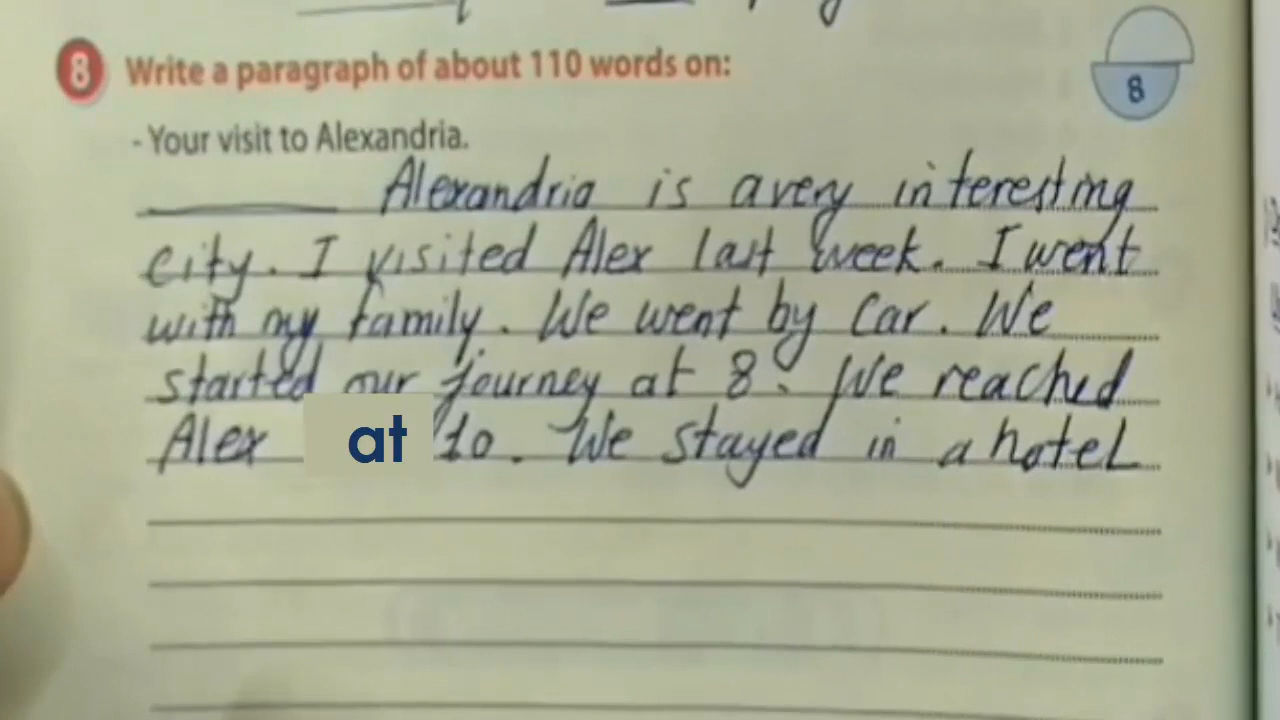 8 Write a paragraph of about 110 words on:
8
- Your visit to Alexandria.
Alexandria is a very interesting
city. I visited Alex last week. I went
with my family. We went by car. We
started our journey at 8. We reached
Alex at 10. We stayed in a hotel